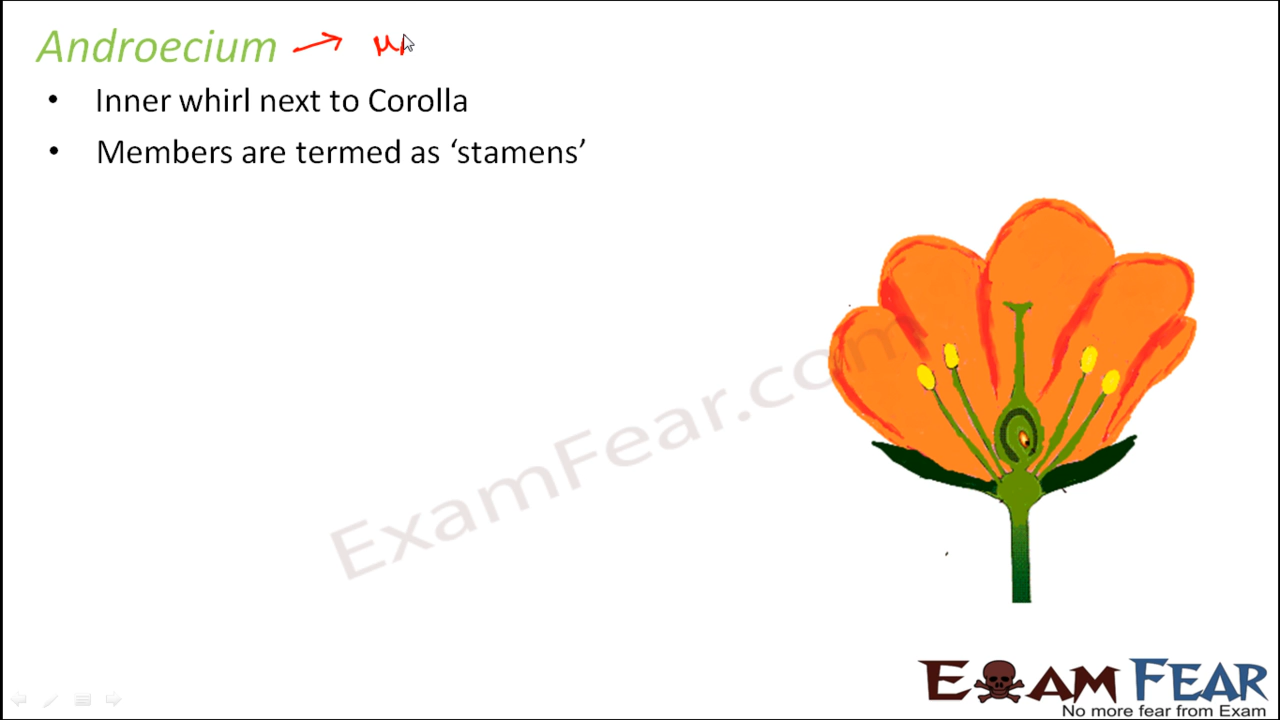 Androecium
• Inner whirl next to Corolla
• Members are termed as ‘stamens’
ExamFear.com
EXAM FEAR
No more fear from Exam